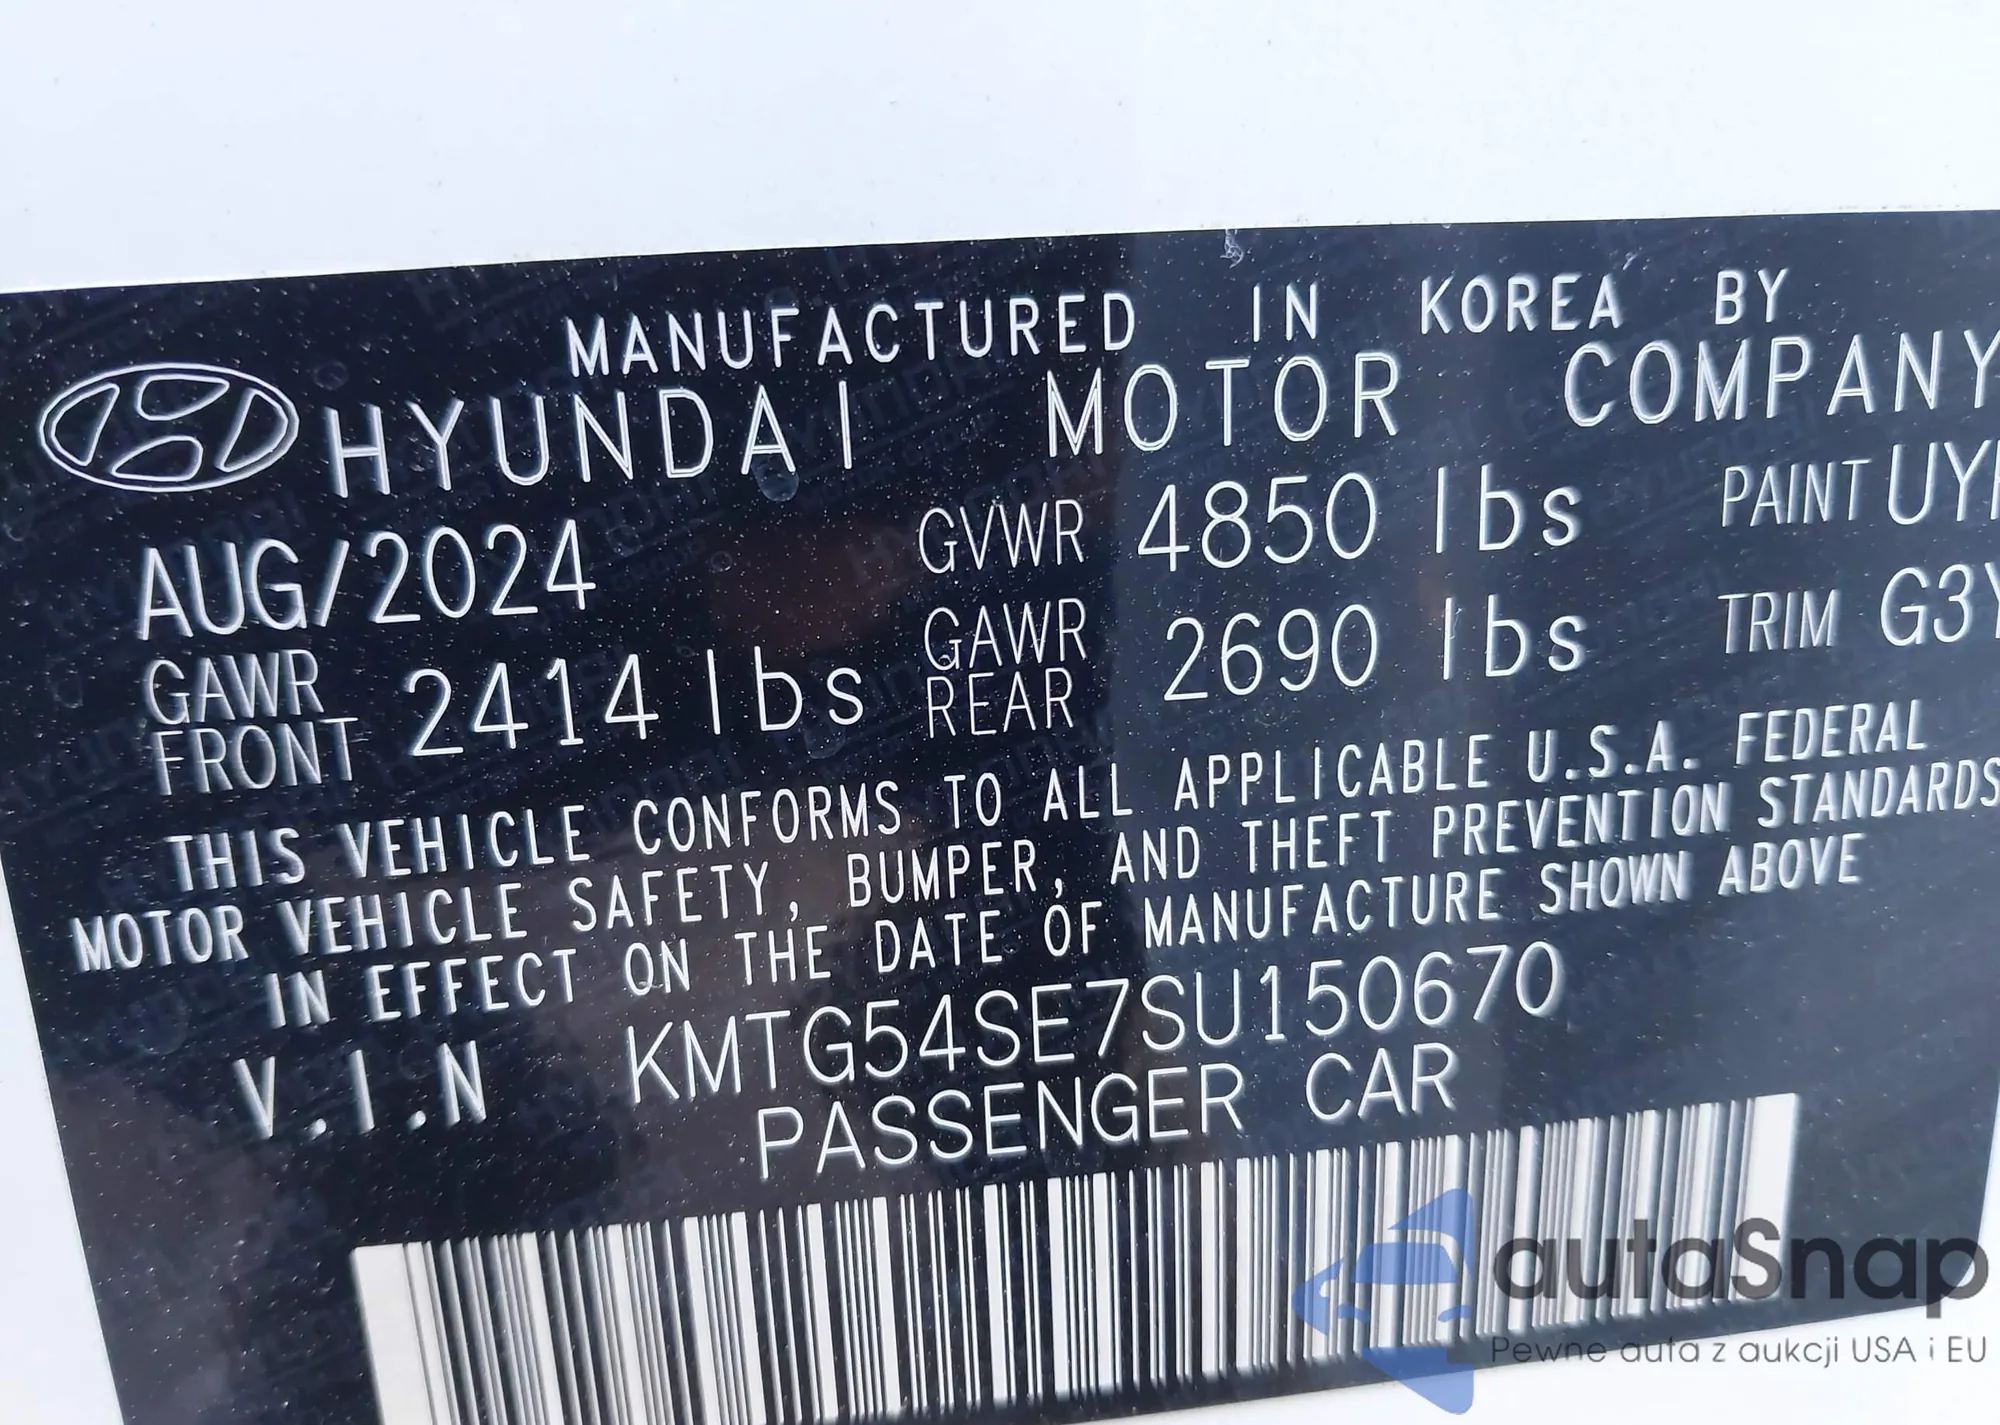 MANUFACTURED IN KOREA BY
HYUNDAI MOTOR COMPANY
AUG/2024 GVWR 4850 lbs PAINT
GAWR FRONT 2414 lbs GAWR REAR 2690 lbs TRIM
THIS VEHICLE CONFORMS TO ALL APPLICABLE U.S.A. FEDERAL
MOTOR VEHICLE SAFETY, BUMPER, AND THEFT PREVENTION STANDARDS
IN EFFECT ON THE DATE OF MANUFACTURE SHOWN ABOVE
V.I.N KMTG54SE7SU150670
PASSENGER CAR
autaSnap
Pewne auta z aukcji USA i EU